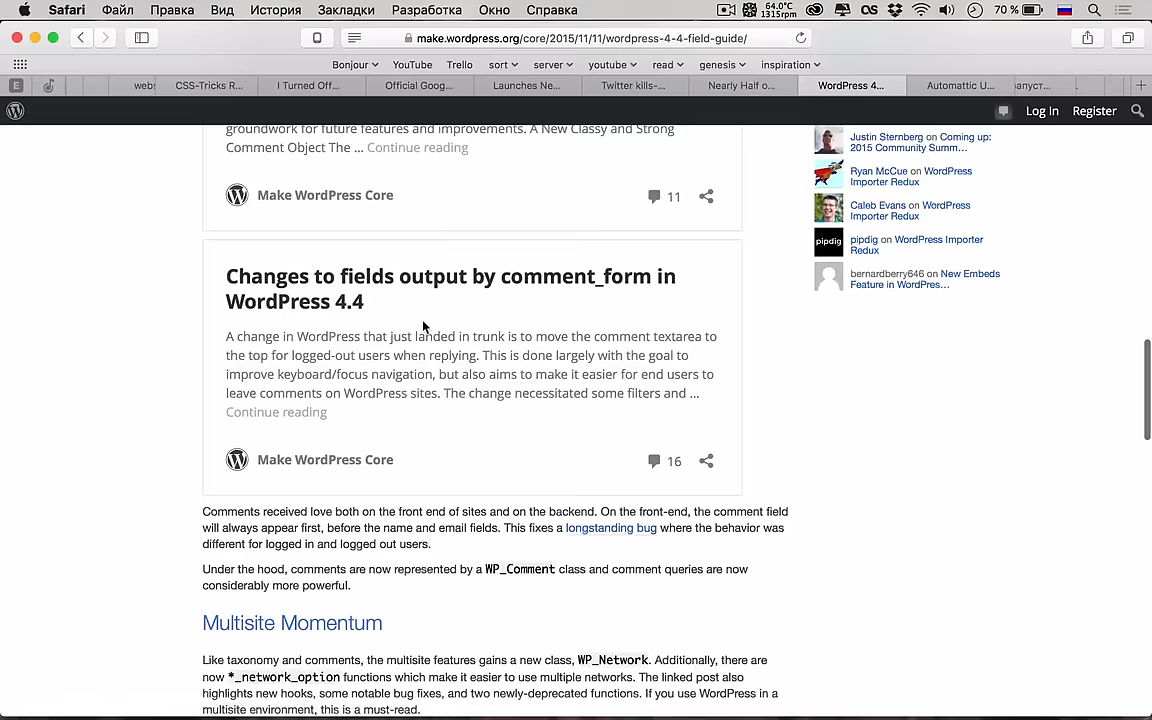 Safari Файл Правка Вид История Закладки Разработка Окно Справка 64.0°C 1315rpm 70 %
make.wordpress.org/core/2015/11/11/wordpress-4-4-field-guide/
Bonjour YouTube Trello sort server youtube read genesis inspiration
E webs CSS-Tricks R... I Turned Off... Official Goog... Launches Ne... Twitter kills-... Nearly Half o... WordPress 4... Automattic U... апуст...
Log In Register
groundwork for future features and improvements. A New Classy and Strong
Comment Object The ... Continue reading
Make WordPress Core 11
Changes to fields output by comment_form in
WordPress 4.4
A change in WordPress that just landed in trunk is to move the comment textarea to
the top for logged-out users when replying. This is done largely with the goal to
improve keyboard/focus navigation, but also aims to make it easier for end users to
leave comments on WordPress sites. The change necessitated some filters and ...
Continue reading
Make WordPress Core 16
Comments received love both on the front end of sites and on the backend. On the front-end, the comment field
will always appear first, before the name and email fields. This fixes a longstanding bug where the behavior was
different for logged in and logged out users.
Under the hood, comments are now represented by a WP_Comment class and comment queries are now
considerably more powerful.
Multisite Momentum
Like taxonomy and comments, the multisite features gains a new class, WP_Network. Additionally, there are
now *_network_option functions which make it easier to use multiple networks. The linked post also
highlights new hooks, some notable bug fixes, and two newly-deprecated functions. If you use WordPress in a
multisite environment, this is a must-read.
Justin Sternberg on Coming up:
2015 Community Summ...
Ryan McCue on WordPress
Importer Redux
Caleb Evans on WordPress
Importer Redux
pipdig
pipdig on WordPress Importer
Redux
bernardberry646 on New Embeds
Feature in WordPres...